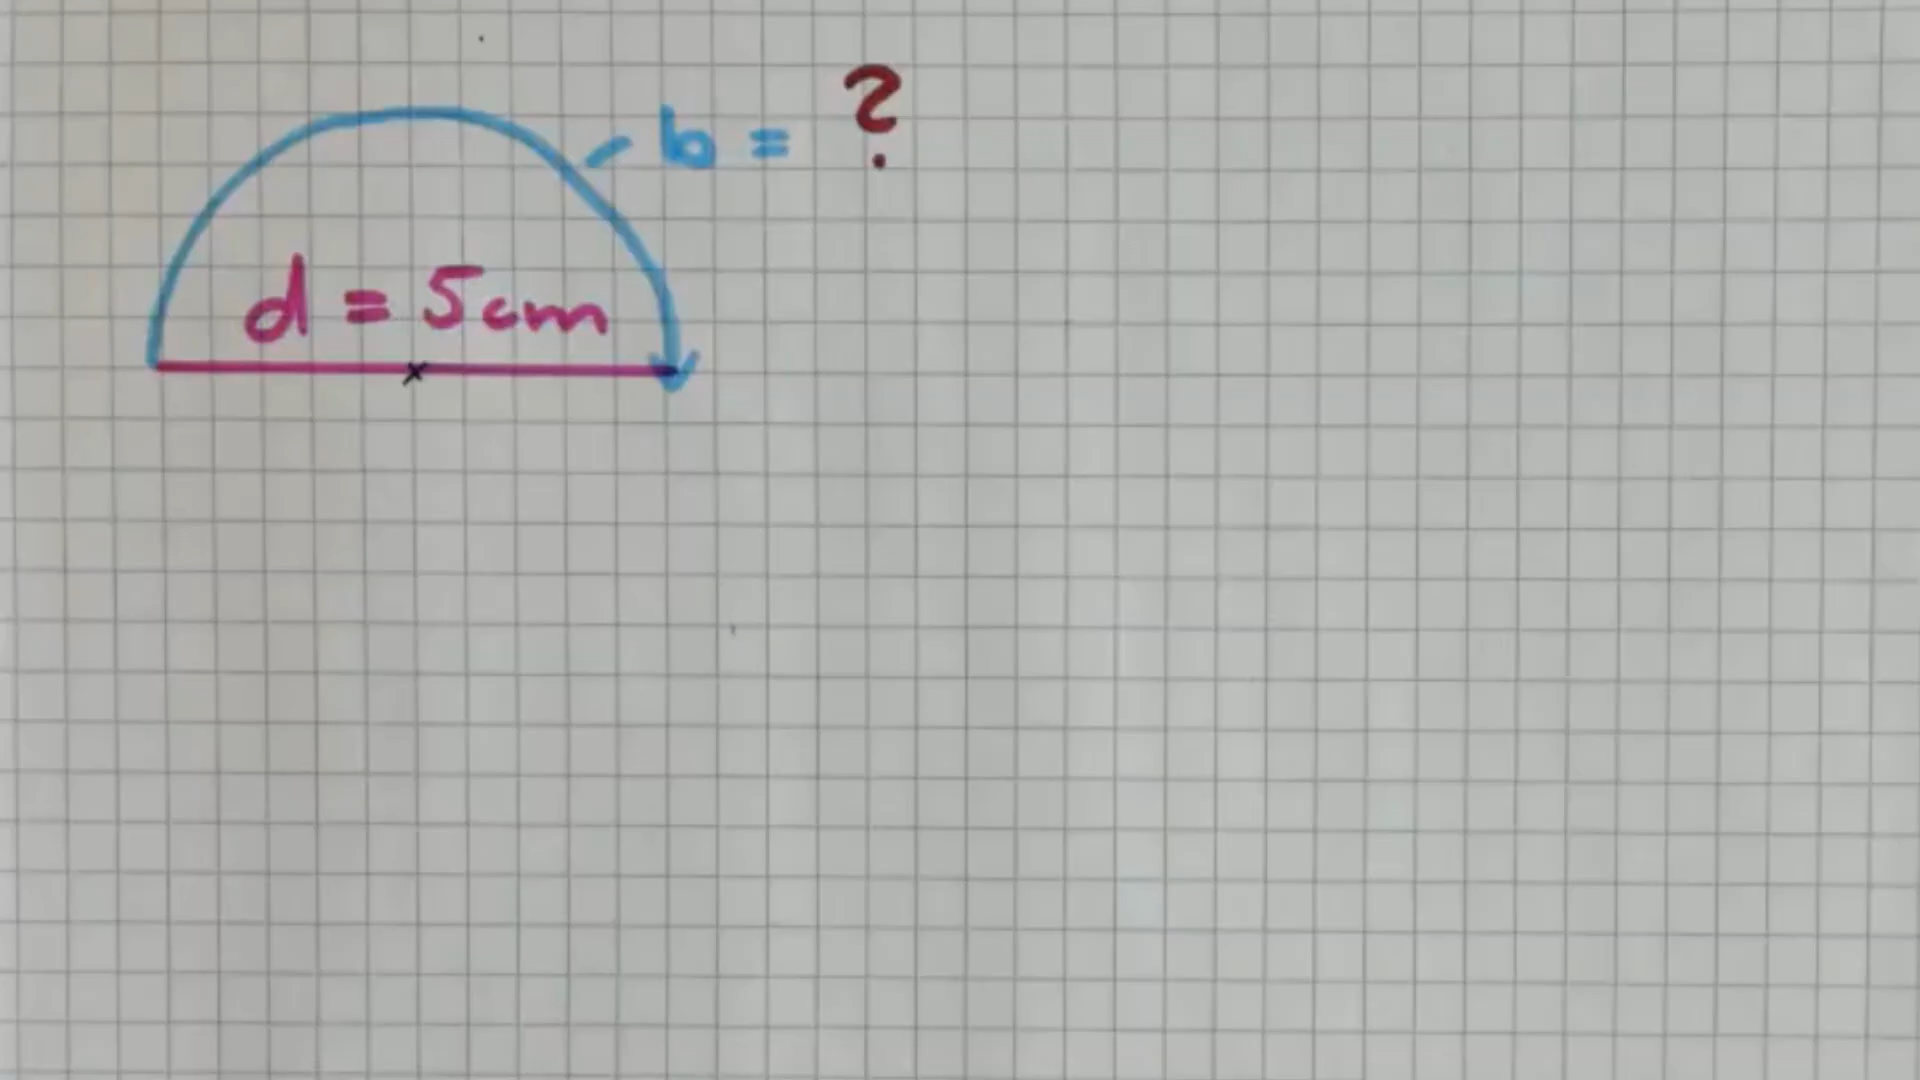 b = ?
d = 5cm